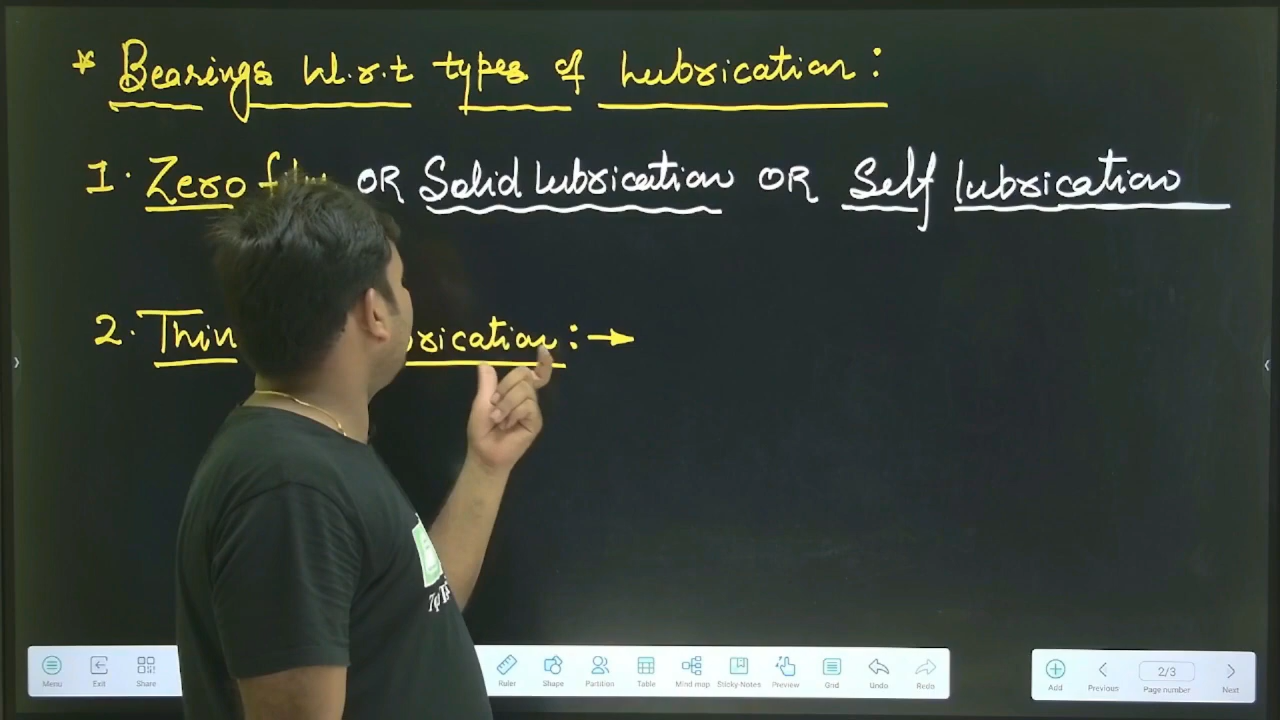 * Bearings W.r.t types of Lubrication :
1. Zero OR Solid Lubrication OR Self lubrication
2. Thin :→
Menu Exit Share Ruler Shape Partition Table Mind map Sticky-Notes Preview Grid Undo Redo Add Previous 2/3 Page number Next